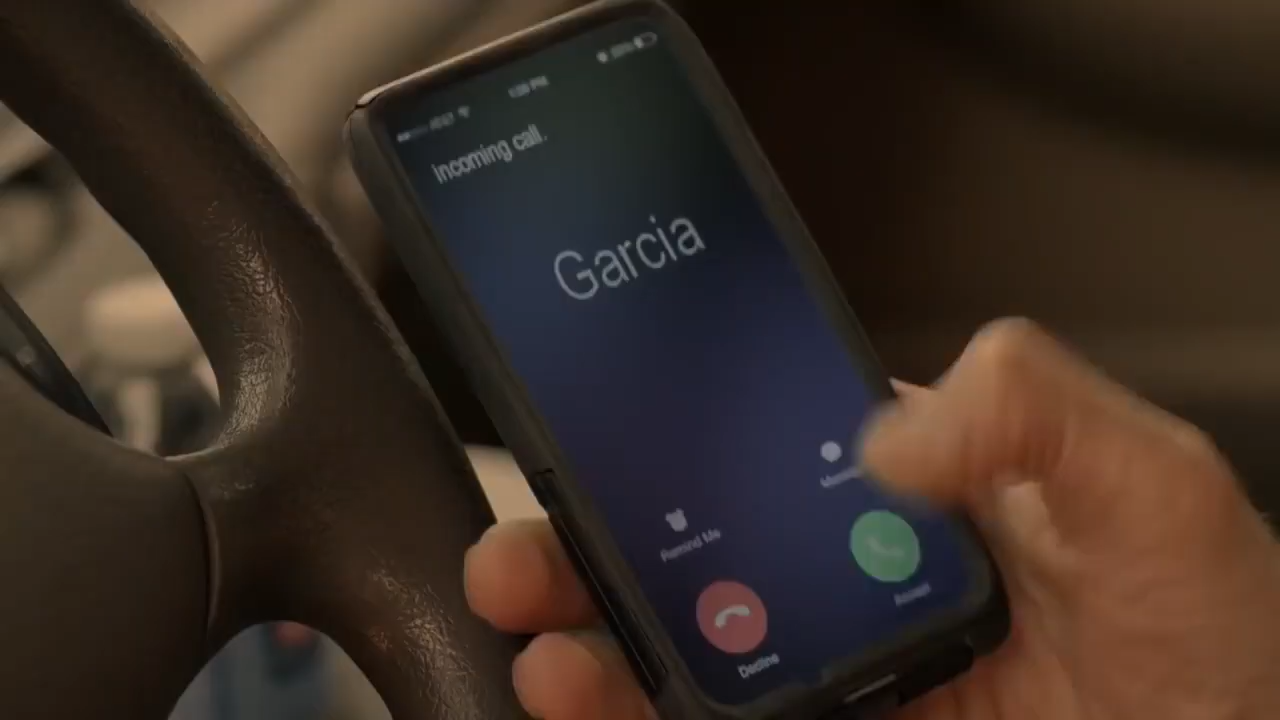 incoming call.
Garcia
Remind Me
Decline
Accept